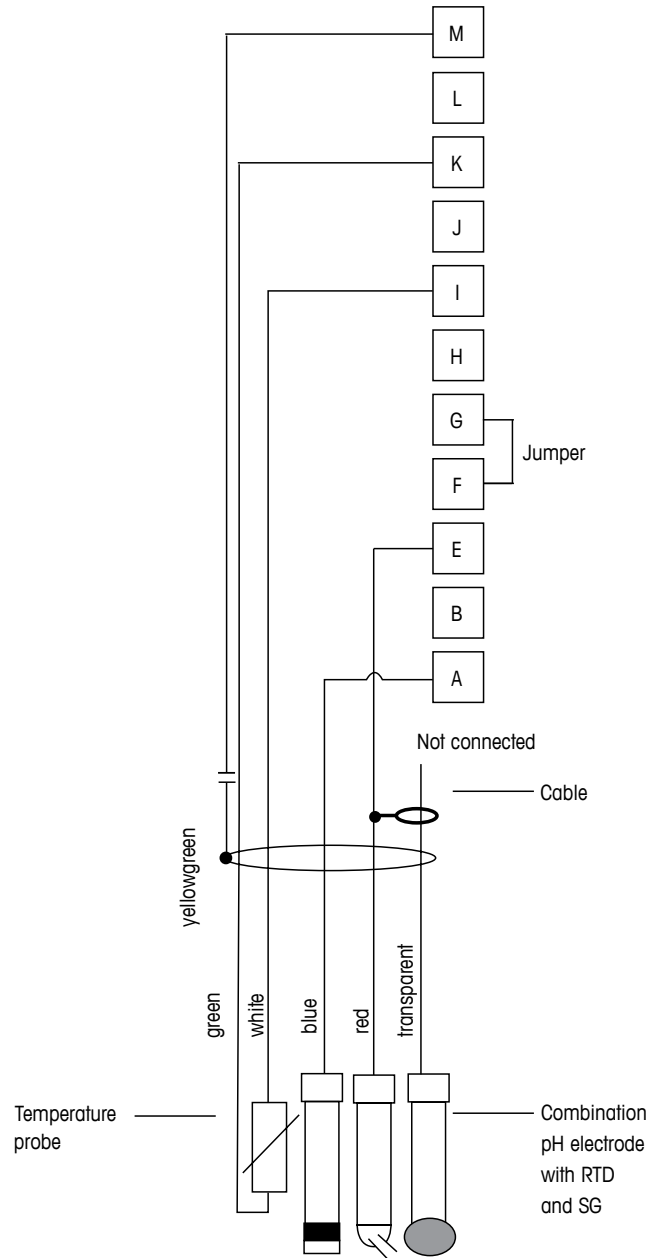 M
L
K
J
I
H
G
Jumper
F
E
B
A
Not connected
Cable
yellowgreen
green
white
blue
red
transparent
Temperature
probe
Combination
pH electrode
with RTD
and SG